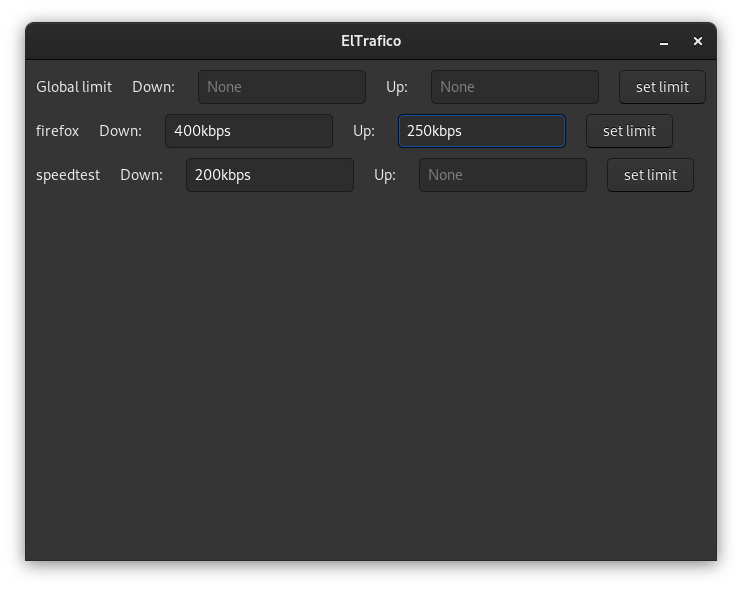 ElTrafico
Global limit Down: None Up: None set limit
firefox Down: 400kbps Up: 250kbps set limit
speedtest Down: 200kbps Up: None set limit